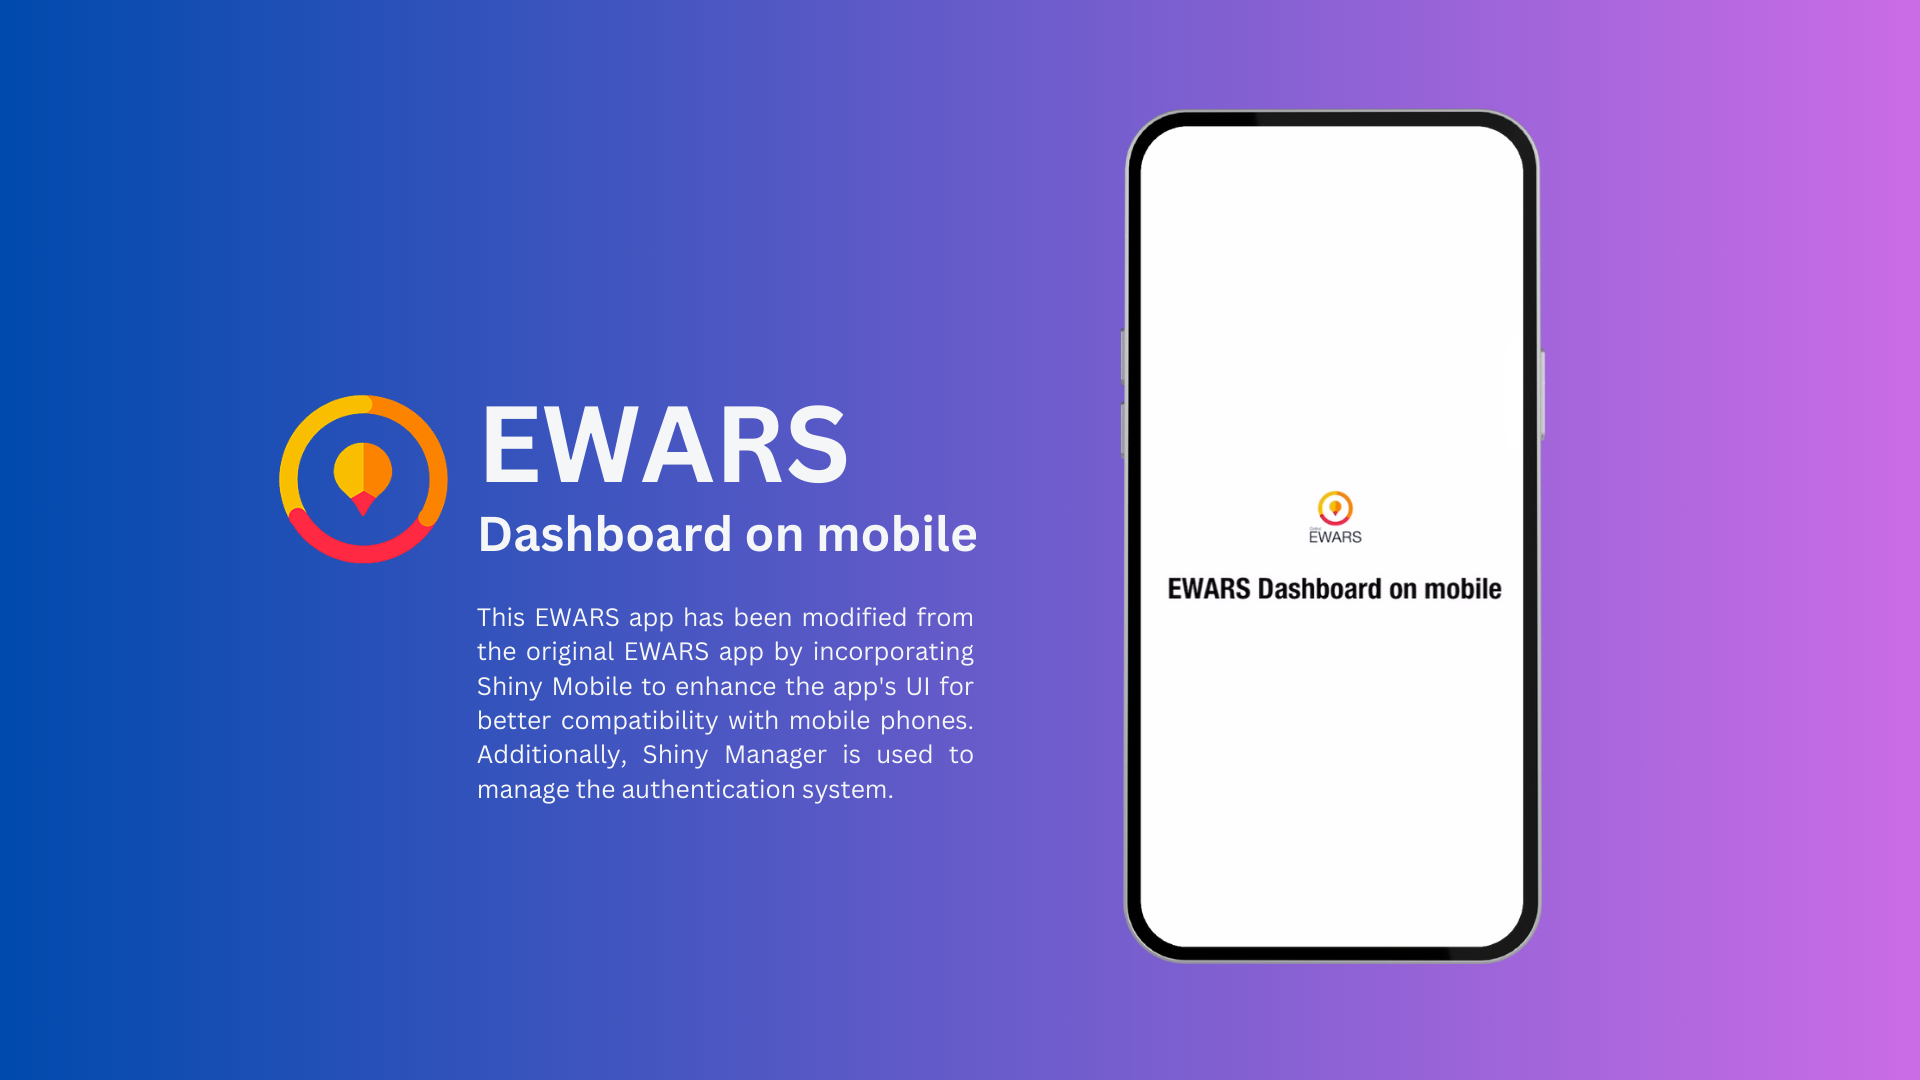 EWARS
Dashboard on mobile
This EWARS app has been modified from
the original EWARS app by incorporating
Shiny Mobile to enhance the app's UI for
better compatibility with mobile phones.
Additionally, Shiny Manager is used to
manage the authentication system.
EWARS
EWARS Dashboard on mobile